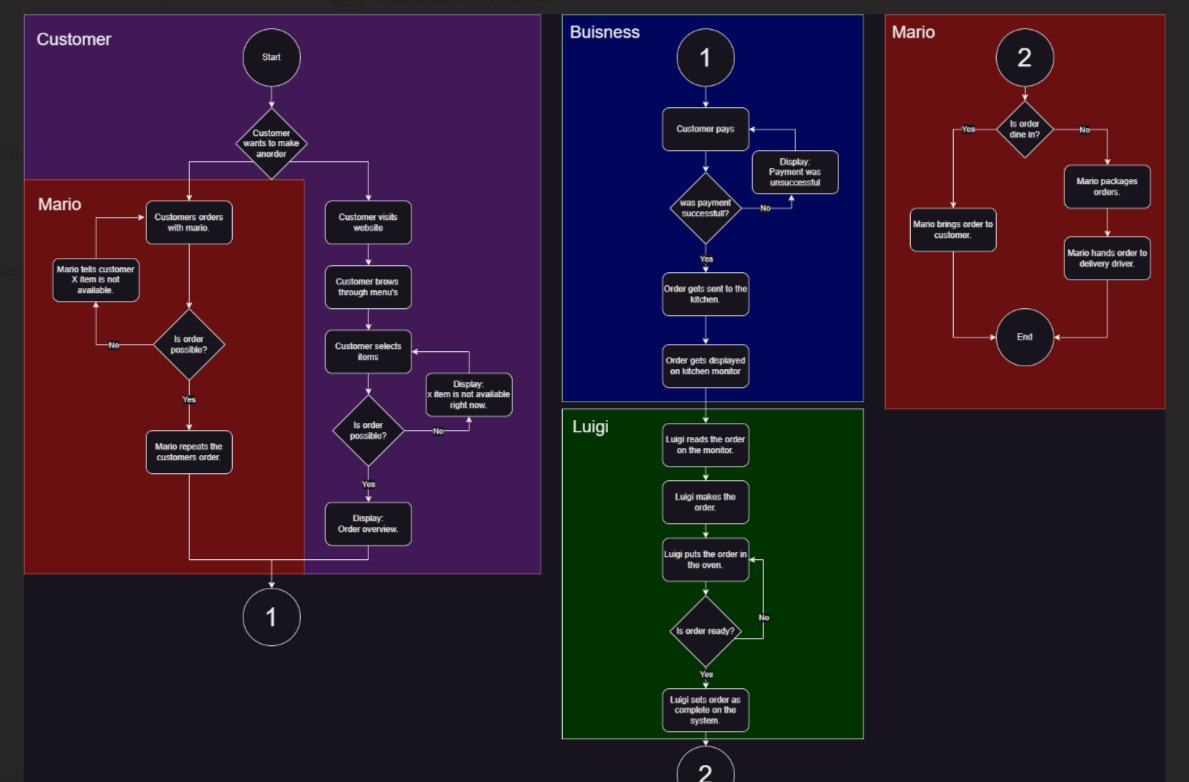 Customer
Start
Customer
wants to make
anorder
Mario
Customers orders
with mario.
Mario tells customer
X item is not
available.
Is order
possible?
No
Yes
Mario repeats the
customers order.
Customer visits
website
Customer brows
through menu's
Customer selects
items
Display:
x item is not available
right now.
Is order
possible?
No
Yes
Display:
Order overview.
1
Buisness
1
Customer pays
Display:
Payment was
unsuccessful
was payment
successfull?
No
Yes
Order gets sent to the
kitchen.
Order gets displayed
on kitchen monitor
Luigi
Luigi reads the order
on the monitor.
Luigi makes the
order.
Luigi puts the order in
the oven.
No
Is order ready?
Yes
Luigi sets order as
complete on the
system.
2
Mario
2
Is order
dine in?
Yes
No
Mario packages
orders.
Mario brings order to
customer.
Mario hands order to
delivery driver.
End